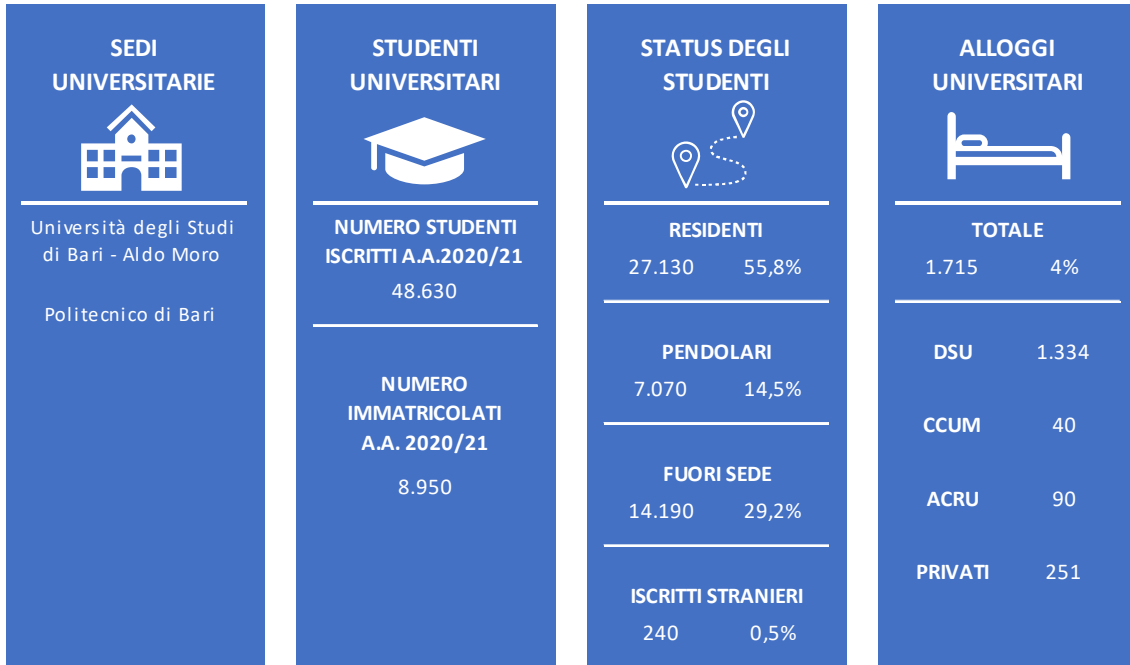 SEDI
UNIVERSITARIE
Università degli Studi
di Bari - Aldo Moro
Politecnico di Bari
STUDENTI
UNIVERSITARI
NUMERO STUDENTI
ISCRITTI A.A.2020/21
48.630
NUMERO
IMMATRICOLATI
A.A. 2020/21
8.950
STATUS DEGLI
STUDENTI
RESIDENTI
27.130 55,8%
PENDOLARI
7.070 14,5%
FUORI SEDE
14.190 29,2%
ISCRITTI STRANIERI
240 0,5%
ALLOGGI
UNIVERSITARI
TOTALE
1.715 4%
DSU 1.334
CCUM 40
ACRU 90
PRIVATI 251